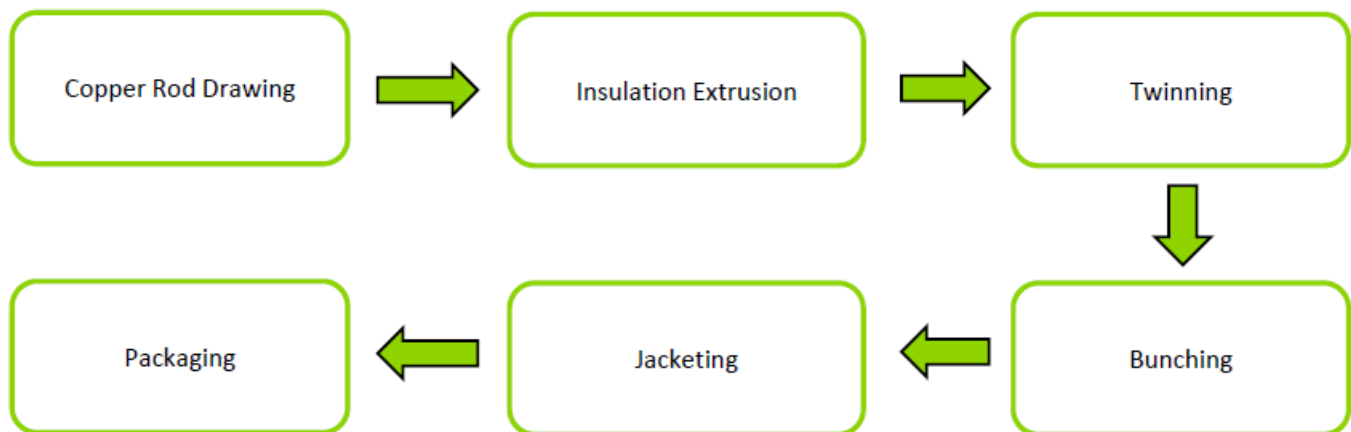 Copper Rod Drawing
Insulation Extrusion
Twinning
Bunching
Jacketing
Packaging